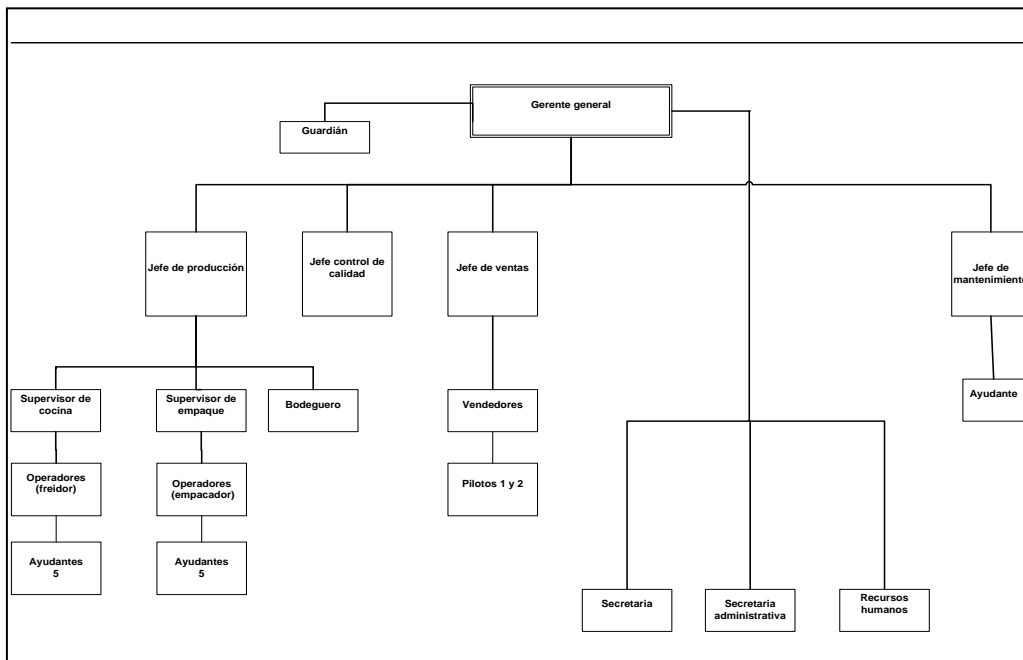 Gerente general
Guardián
Jefe de producción
Jefe control de
calidad
Jefe de ventas
Jefe de
mantenimiento
Supervisor de
cocina
Supervisor de
empaque
Bodeguero
Vendedores
Ayudante
Operadores
(freidor)
Operadores
(empacador)
Pilotos 1 y 2
Ayudantes
5
Ayudantes
5
Secretaria
Secretaria
administrativa
Recursos
humanos